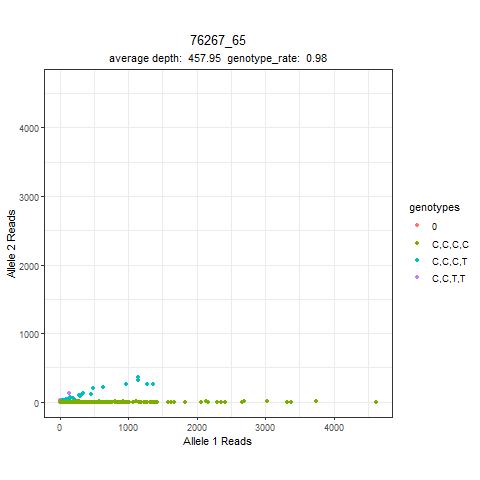 76267_65
average depth:  457.95  genotype_rate:  0.98
Allele 2 Reads
4000
3000
2000
1000
0
0
1000
2000
3000
4000
Allele 1 Reads
genotypes
0
C,C,C,C
C,C,C,T
C,C,T,T